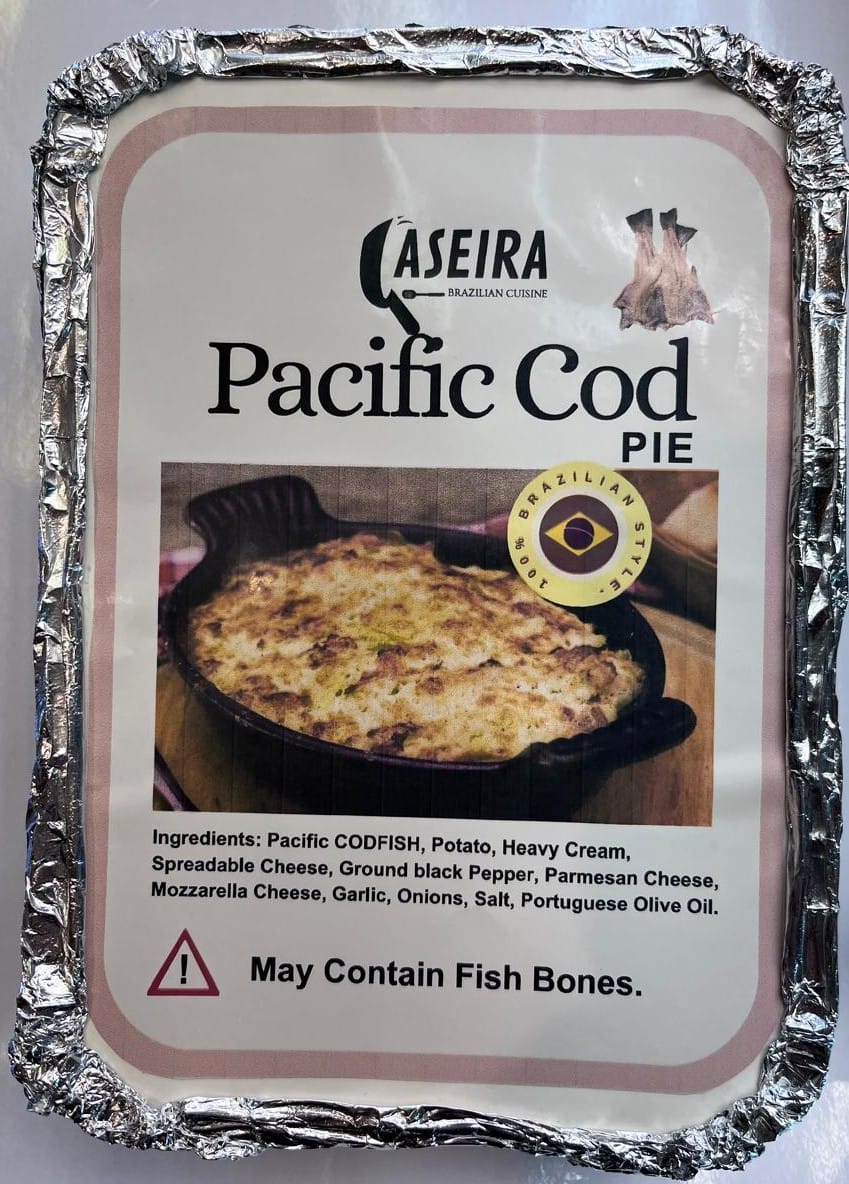 CASEIRA
BRAZILIAN CUISINE
Pacific Cod
PIE
100% BRAZILIAN STYLE.
Ingredients: Pacific CODFISH, Potato, Heavy Cream,
Spreadable Cheese, Ground black Pepper, Parmesan Cheese,
Mozzarella Cheese, Garlic, Onions, Salt, Portuguese Olive Oil.
! May Contain Fish Bones.